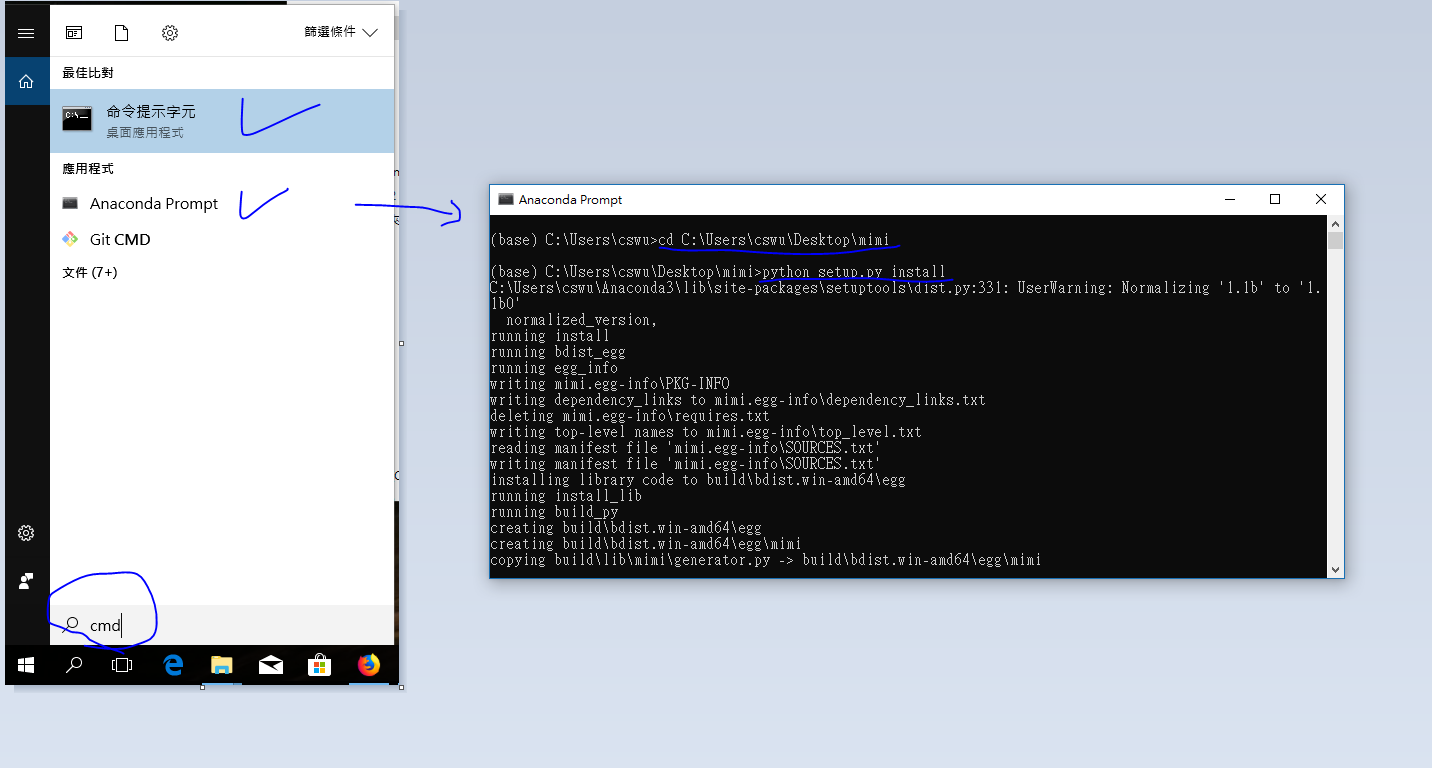 篩選條件
最佳比對
命令提示字元
桌面應用程式
應用程式
Anaconda Prompt
Git CMD
文件 (7+)
cmd
Anaconda Prompt
(base) C:\Users\cswu>cd C:\Users\cswu\Desktop\mimi
(base) C:\Users\cswu\Desktop\mimi>python setup.py install
C:\Users\cswu\Anaconda3\lib\site-packages\setuptools\dist.py:331: UserWarning: Normalizing '1.1b' to '1.
1b0'
normalized_version,
running install
running bdist_egg
running egg_info
writing mimi.egg-info\PKG-INFO
writing dependency_links to mimi.egg-info\dependency_links.txt
deleting mimi.egg-info\requires.txt
writing top-level names to mimi.egg-info\top_level.txt
reading manifest file 'mimi.egg-info\SOURCES.txt'
writing manifest file 'mimi.egg-info\SOURCES.txt'
installing library code to build\bdist.win-amd64\egg
running install_lib
running build_py
creating build\bdist.win-amd64\egg
creating build\bdist.win-amd64\egg\mimi
copying build\lib\mimi\generator.py -> build\bdist.win-amd64\egg\mimi